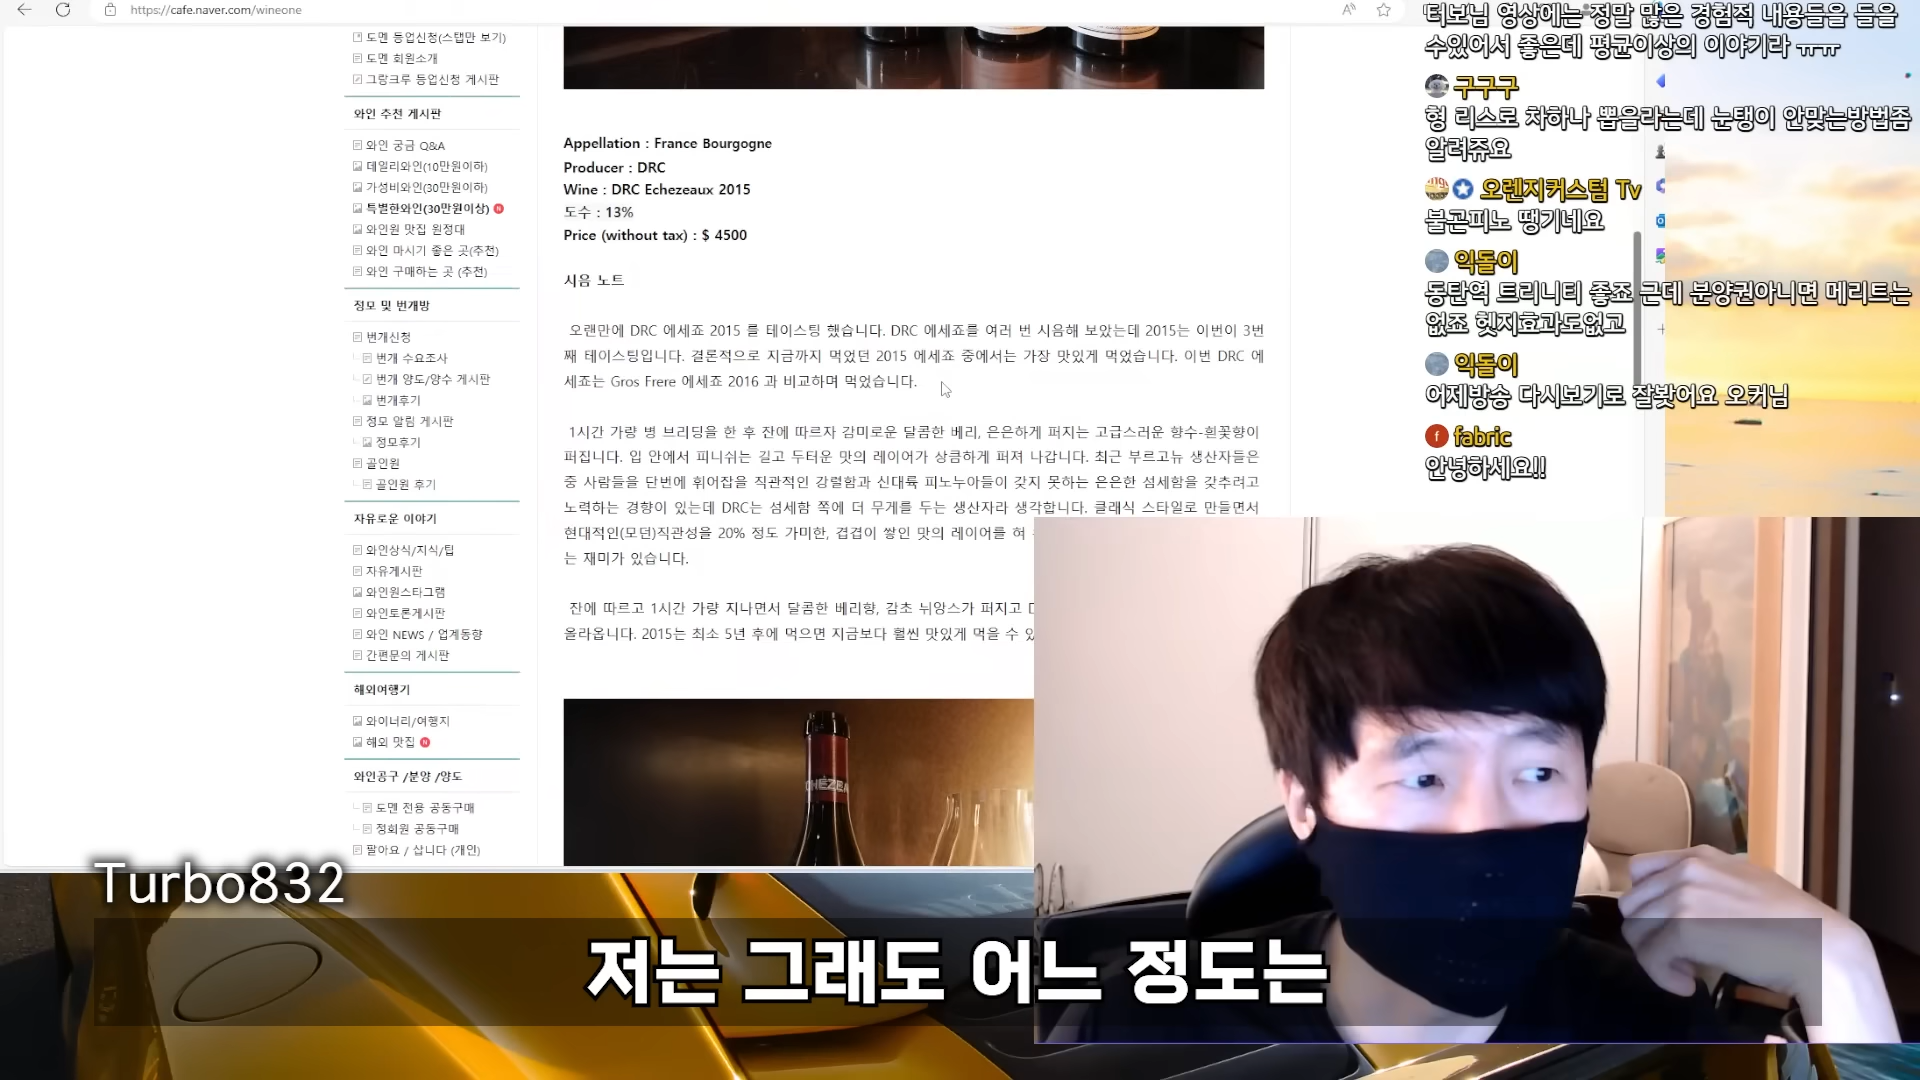 https://cafe.naver.com/wineone
도멘 등업신청(스탭만 보기)
도멘 회원소개
그랑크루 등업신청 게시판
와인 추천 게시판
와인 궁금 Q&A
데일리와인(10만원이하)
가성비와인(30만원이하)
특별한와인(30만원이상) N
와인원 맛집 원정대
와인 마시기 좋은 곳(추천)
와인 구매하는 곳 (추천)
정모 및 번개방
번개신청
번개 수요조사
번개 양도/양수 게시판
번개후기
정모 알림 게시판
정모후기
골인원
골인원 후기
자유로운 이야기
와인상식/지식/팁
자유게시판
와인원스타그램
와인토론게시판
와인 NEWS / 업계동향
간편문의 게시판
해외여행기
와이너리/여행지
해외 맛집 N
와인공구 /분양 /양도
도멘 전용 공동구매
정회원 공동구매
팔아요 / 삽니다 (개인)
Appellation : France Bourgogne
Producer : DRC
Wine : DRC Echezeaux 2015
도수 : 13%
Price (without tax) : $ 4500
시음 노트
오랜만에 DRC 에세죠 2015 를 테이스팅 했습니다. DRC 에세죠를 여러 번 시음해 보았는데 2015는 이번이 3번
째 테이스팅입니다. 결론적으로 지금까지 먹었던 2015 에세죠 중에서는 가장 맛있게 먹었습니다. 이번 DRC 에
세죠는 Gros Frere 에세죠 2016 과 비교하며 먹었습니다.
1시간 가량 병 브리딩을 한 후 잔에 따르자 감미로운 달콤한 베리, 은은하게 퍼지는 고급스러운 향수-흰꽃향이
퍼집니다. 입 안에서 피니쉬는 길고 두터운 맛의 레이어가 상큼하게 퍼져 나갑니다. 최근 부르고뉴 생산자들은
중 사람들을 단번에 휘어잡을 직관적인 강렬함과 신대륙 피노누아들이 갖지 못하는 은은한 섬세함을 갖추려고
노력하는 경향이 있는데 DRC는 섬세함 쪽에 더 무게를 두는 생산자라 생각합니다. 클래식 스타일로 만들면서
현대적인(모던)직관성을 20% 정도 가미한, 겹겹이 쌓인 맛의 레이어를 혀
는 재미가 있습니다.
잔에 따르고 1시간 가량 지나면서 달콤한 베리향, 감초 뉘앙스가 퍼지고
올라옵니다. 2015는 최소 5년 후에 먹으면 지금보다 훨씬 맛있게 먹을 수
터보님 영상에는 정말 많은 경험적 내용들을 들을
수있어서 좋은데 평균이상의 이야기라 ㅠㅠ
구구구
형 리스로 차하나 뽑을라는데 눈탱이 안맞는방법좀
알려쥬요
오렌지커스텀 Tv
불곤피노 땡기네요
익돌이
동탄역 트리니티 좋죠 근데 분양권아니면 메리트는
없죠 헷지효과도없고
익돌이
어제방송 다시보기로 잘봣어요 오커님
f fabric
안녕하세요!!
Turbo832
저는 그래도 어느 정도는